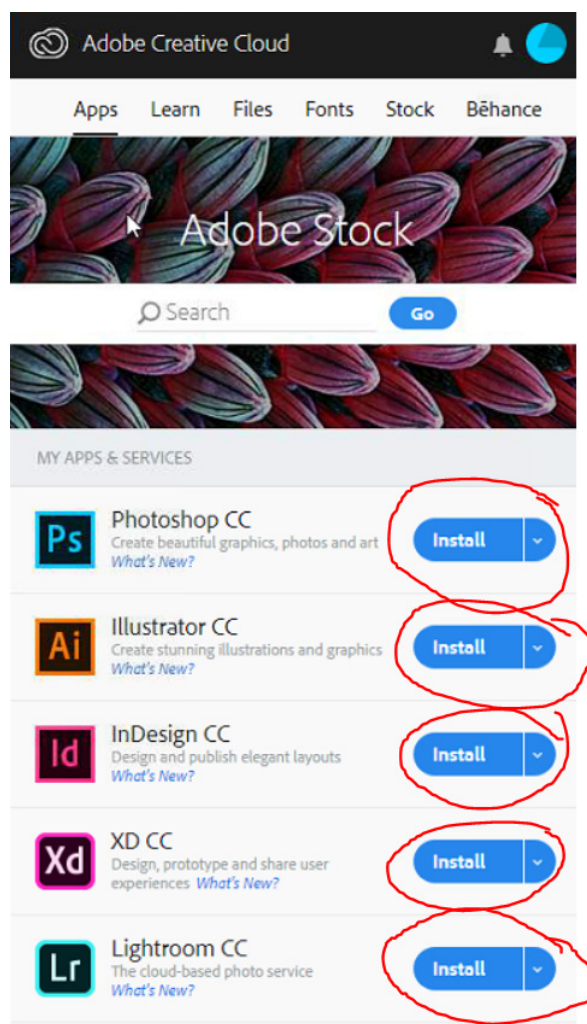 Adobe Creative Cloud
Apps Learn Files Fonts Stock Bēhance
Adobe Stock
Search Go
MY APPS & SERVICES
Ps Photoshop CC
Create beautiful graphics, photos and art
What's New?
Install
Ai Illustrator CC
Create stunning illustrations and graphics
What's New?
Install
Id InDesign CC
Design and publish elegant layouts
What's New?
Install
Xd XD CC
Design, prototype and share user
experiences What's New?
Install
Lr Lightroom CC
The cloud-based photo service
What's New?
Install